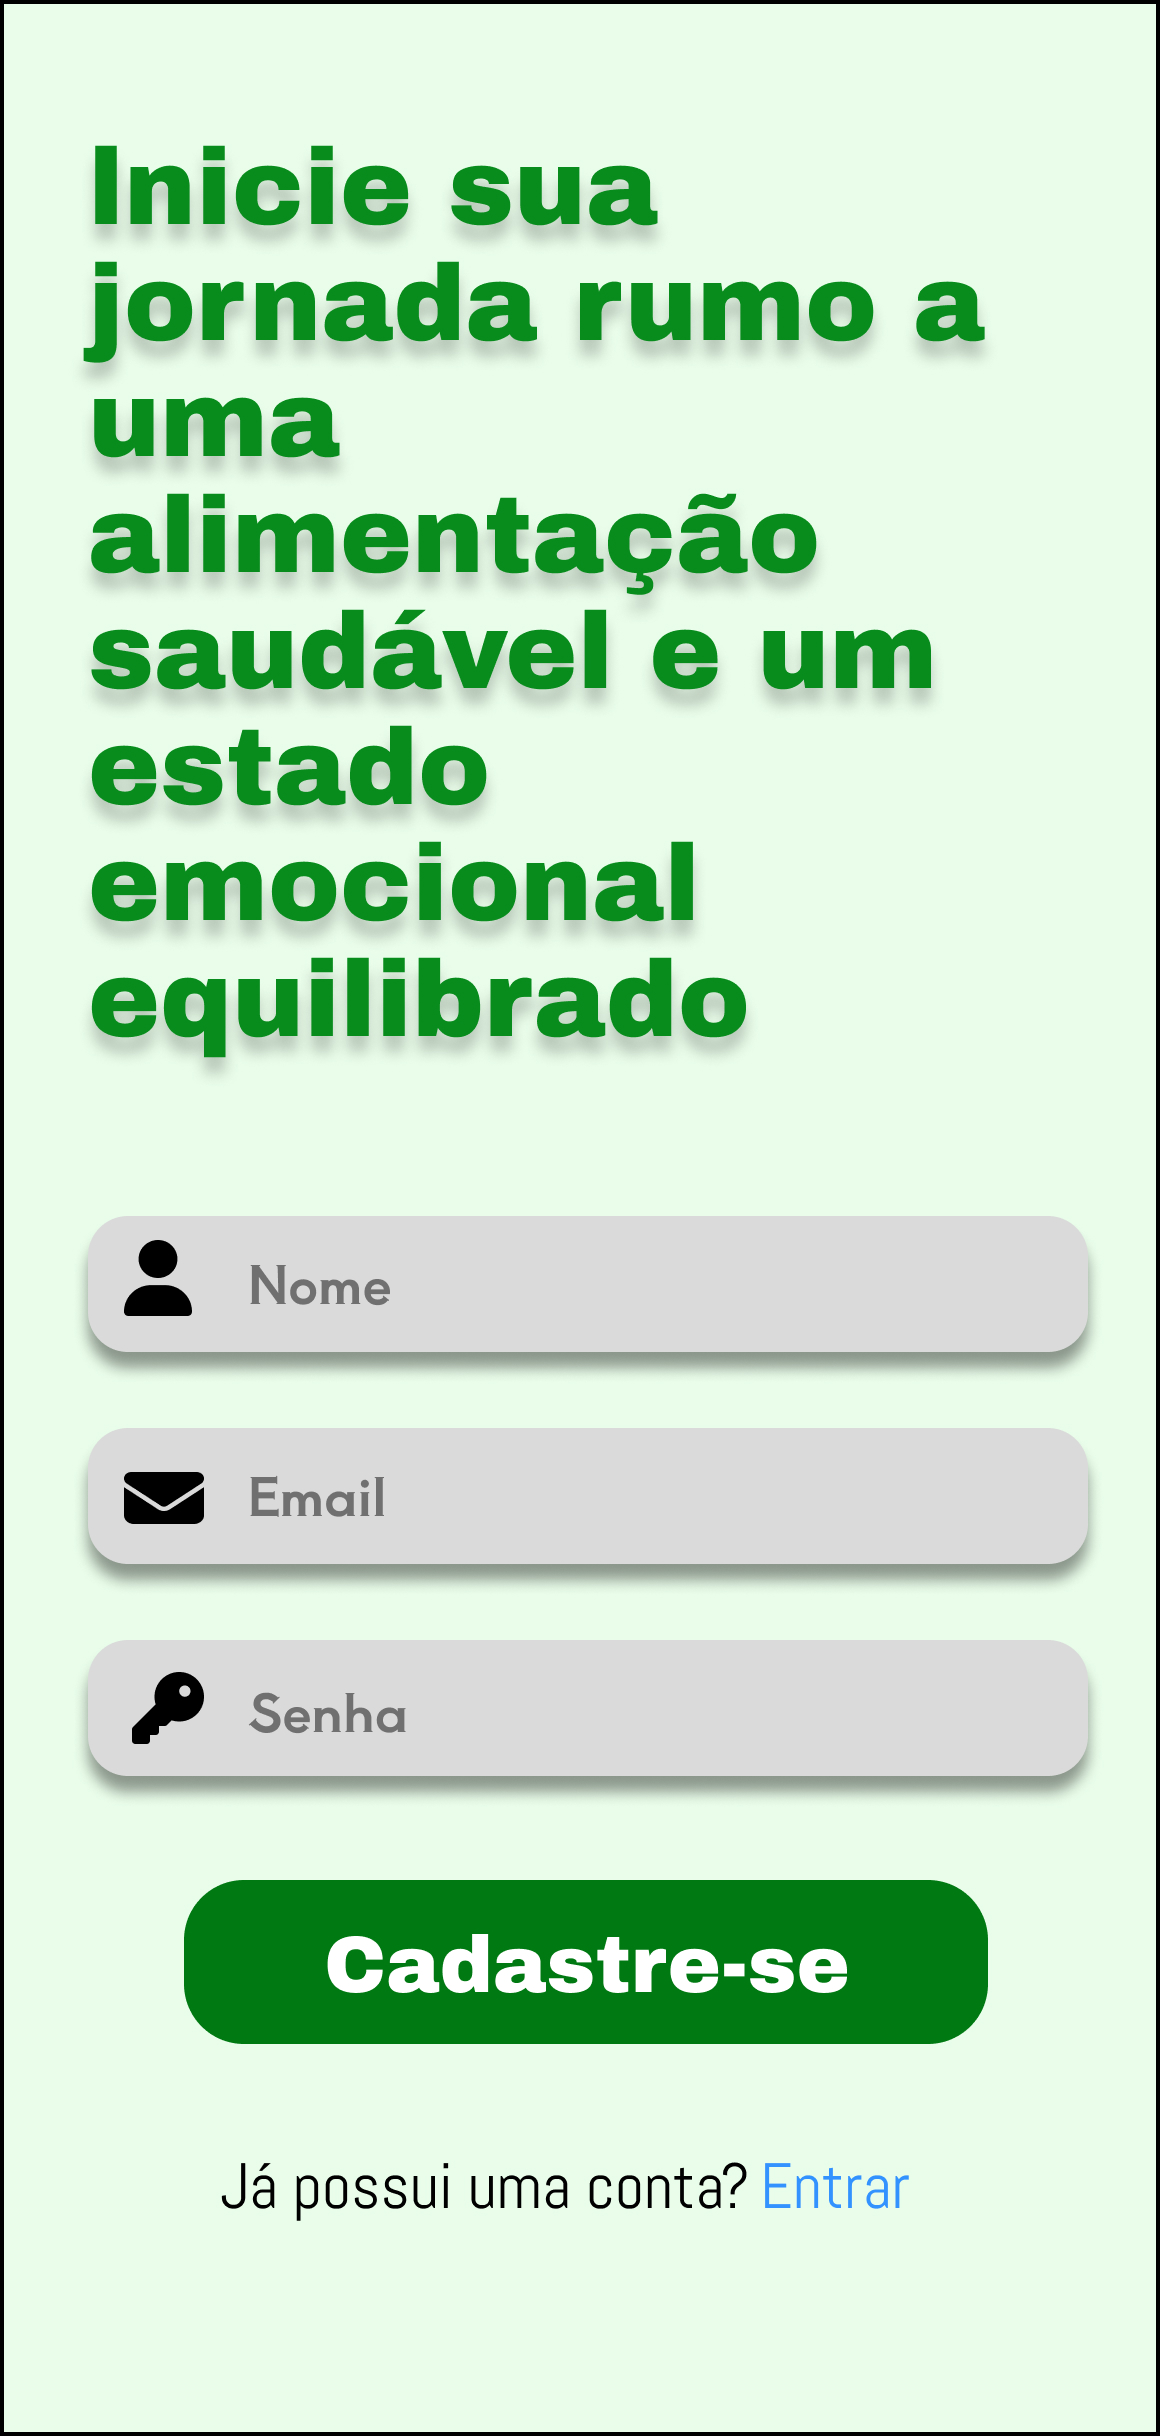 Inicie sua
jornada rumo a
uma
alimentação
saudável e um
estado
emocional
equilibrado
Nome
Email
Senha
Cadastre-se
Já possui uma conta? Entrar